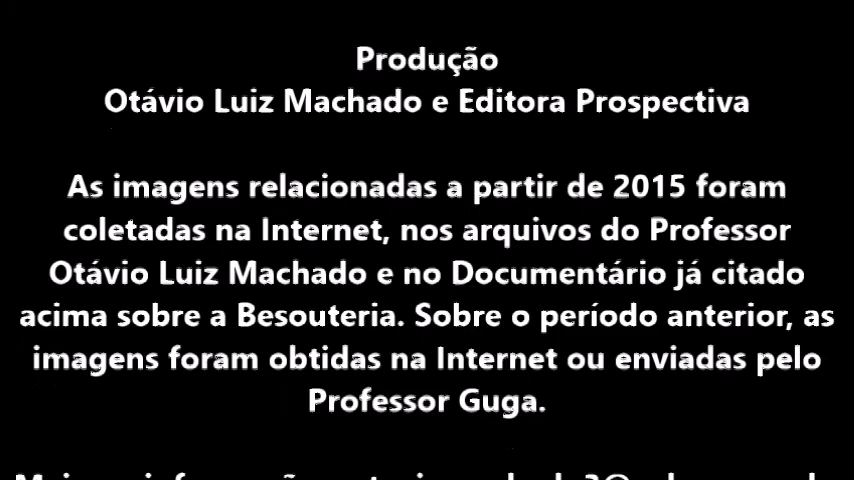 Produção
Otávio Luiz Machado e Editora Prospectiva
As imagens relacionadas a partir de 2015 foram
coletadas na Internet, nos arquivos do Professor
Otávio Luiz Machado e no Documentário já citado
acima sobre a Besouteria. Sobre o período anterior, as
imagens foram obtidas na Internet ou enviadas pelo
Professor Guga.